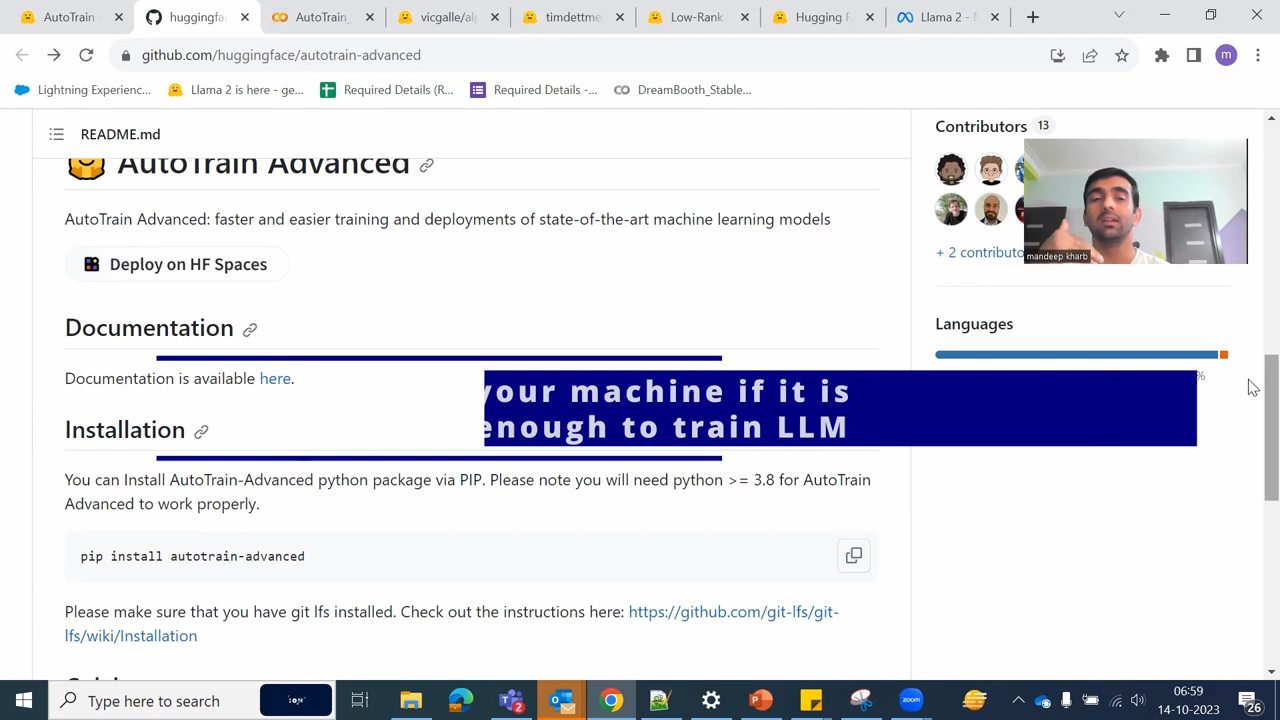 AutoTrain
huggingfa
AutoTrain_
vicgalle/al
timdettme
Low-Rank
Hugging F
Llama 2 -
github.com/huggingface/autotrain-advanced
m
Lightning Experienc...
Llama 2 is here - ge...
Required Details (R...
Required Details -...
DreamBooth_Stable...
README.md
AutoTrain Advanced
AutoTrain Advanced: faster and easier training and deployments of state-of-the-art machine learning models
Deploy on HF Spaces
Documentation
Documentation is available here.
Installation
You can Install AutoTrain-Advanced python package via PIP. Please note you will need python >= 3.8 for AutoTrain
Advanced to work properly.
pip install autotrain-advanced
Please make sure that you have git lfs installed. Check out the instructions here: https://github.com/git-lfs/git-
lfs/wiki/Installation
Contributors 13
mandeep kharb
+ 2 contributo
Languages
%
your machine if it is
enough to train LLM
Type here to search
06:59
14-10-2023
26